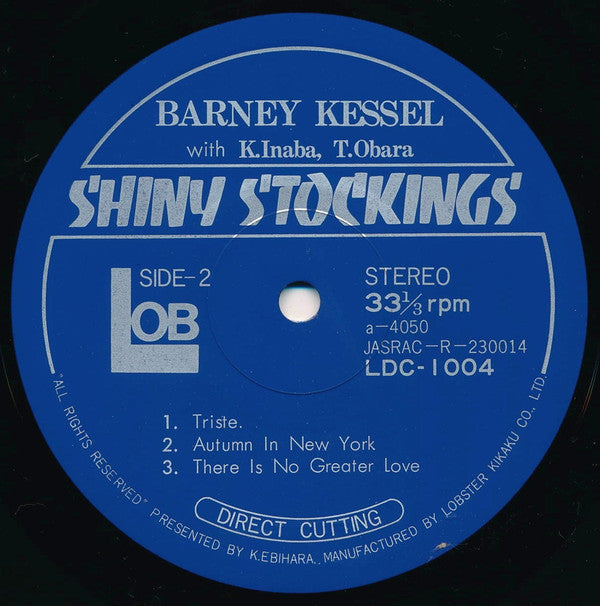 BARNEY KESSEL
with K.Inaba, T.Obara
SHINY STOCKINGS
LOB
SIDE-2
STEREO
33⅓ rpm
a-4050
JASRAC-R-230014
LDC-1004
1. Triste.
2. Autumn In New York
3. There Is No Greater Love
DIRECT CUTTING
"ALL RIGHTS RESERVED" PRESENTED BY K.EBIHARA., MANUFACTURED BY LOBSTER KIKAKU CO., LTD.